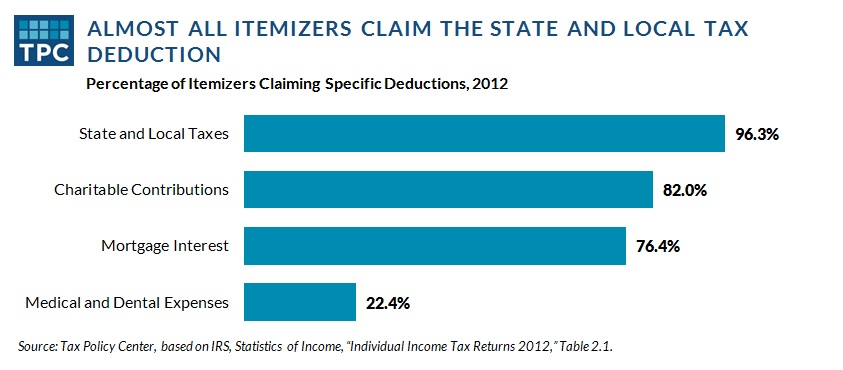 TPC
ALMOST ALL ITEMIZERS CLAIM THE STATE AND LOCAL TAX
DEDUCTION
Percentage of Itemizers Claiming Specific Deductions, 2012
State and Local Taxes 96.3%
Charitable Contributions 82.0%
Mortgage Interest 76.4%
Medical and Dental Expenses 22.4%
Source: Tax Policy Center, based on IRS, Statistics of Income, “Individual Income Tax Returns 2012,” Table 2.1.